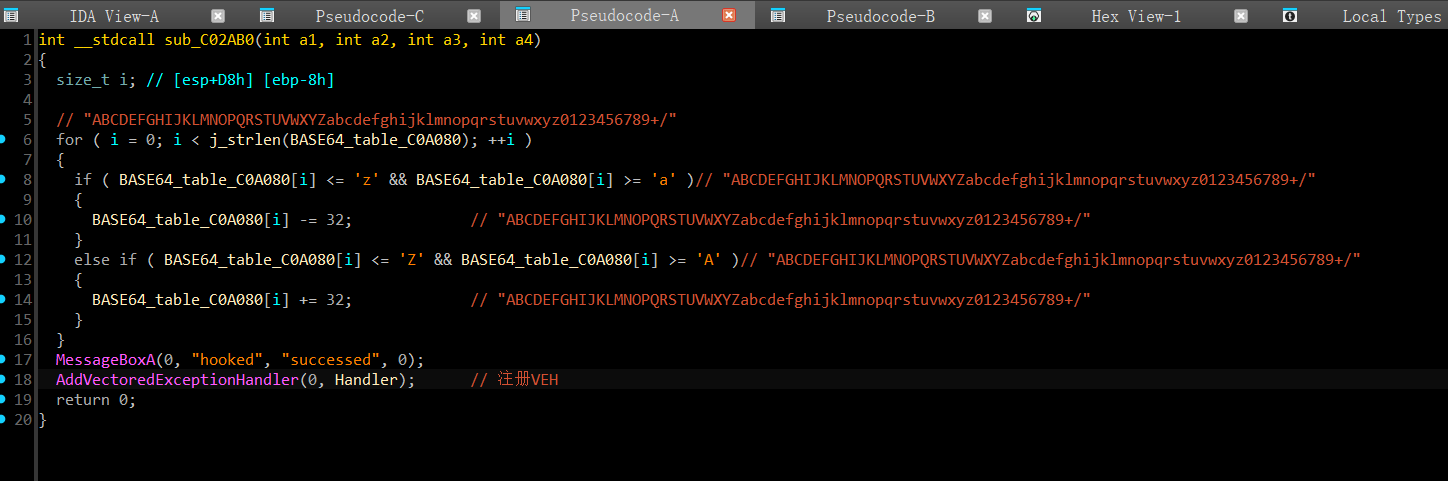 IDA View-A Pseudocode-C Pseudocode-A Pseudocode-B Hex View-1 Local Types
1 int __stdcall sub_C02AB0(int a1, int a2, int a3, int a4)
2 {
3 size_t i; // [esp+D8h] [ebp-8h]
4
5 // "ABCDEFGHIJKLMNOPQRSTUVWXYZabcdefghijklmnopqrstuvwxyz0123456789+/"
6 for ( i = 0; i < j_strlen(BASE64_table_C0A080); ++i )
7 {
8 if ( BASE64_table_C0A080[i] <= 'z' && BASE64_table_C0A080[i] >= 'a' )// "ABCDEFGHIJKLMNOPQRSTUVWXYZabcdefghijklmnopqrstuvwxyz0123456789+/"
9 {
10 BASE64_table_C0A080[i] -= 32; // "ABCDEFGHIJKLMNOPQRSTUVWXYZabcdefghijklmnopqrstuvwxyz0123456789+/"
11 }
12 else if ( BASE64_table_C0A080[i] <= 'Z' && BASE64_table_C0A080[i] >= 'A' )// "ABCDEFGHIJKLMNOPQRSTUVWXYZabcdefghijklmnopqrstuvwxyz0123456789+/"
13 {
14 BASE64_table_C0A080[i] += 32; // "ABCDEFGHIJKLMNOPQRSTUVWXYZabcdefghijklmnopqrstuvwxyz0123456789+/"
15 }
16 }
17 MessageBoxA(0, "hooked", "successed", 0);
18 AddVectoredExceptionHandler(0, Handler); // 注册VEH
19 return 0;
20 }